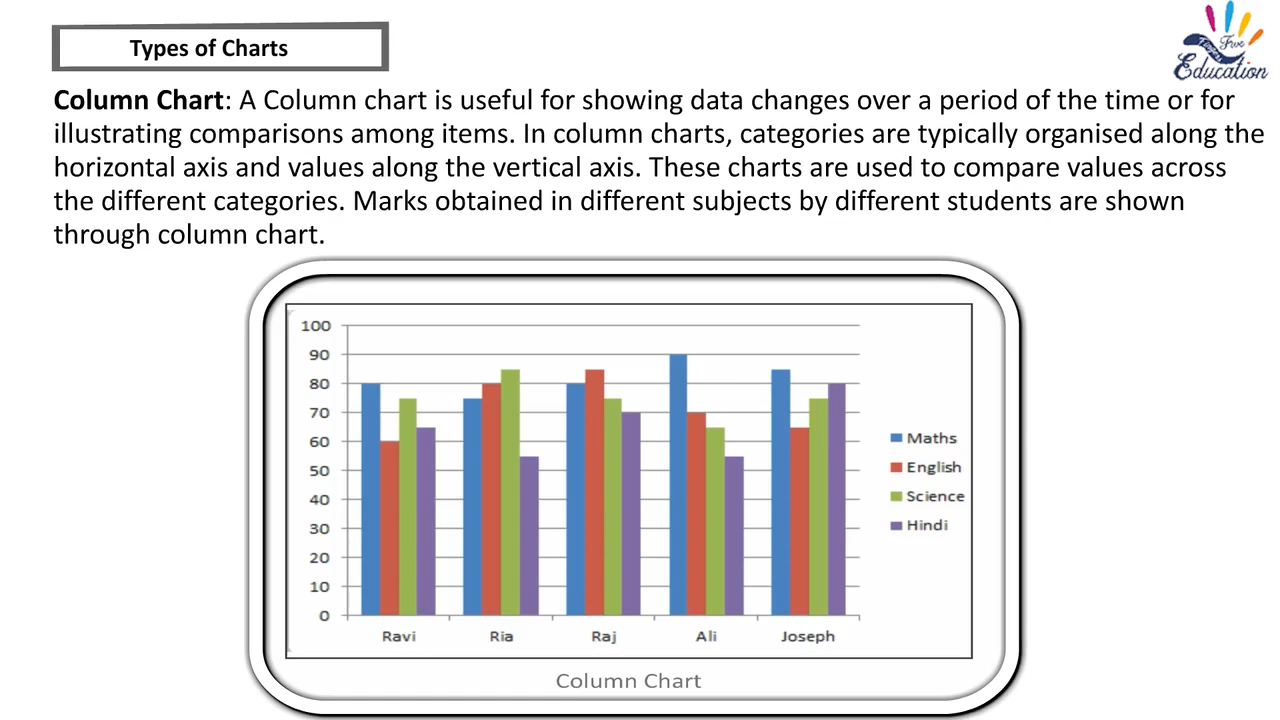 Types of Charts
Five
Fingers
Education
Column Chart: A Column chart is useful for showing data changes over a period of the time or for
illustrating comparisons among items. In column charts, categories are typically organised along the
horizontal axis and values along the vertical axis. These charts are used to compare values across
the different categories. Marks obtained in different subjects by different students are shown
through column chart.
100
90
80
70
60
50
40
30
20
10
0
Ravi Ria Raj Ali Joseph
Maths
English
Science
Hindi
Column Chart